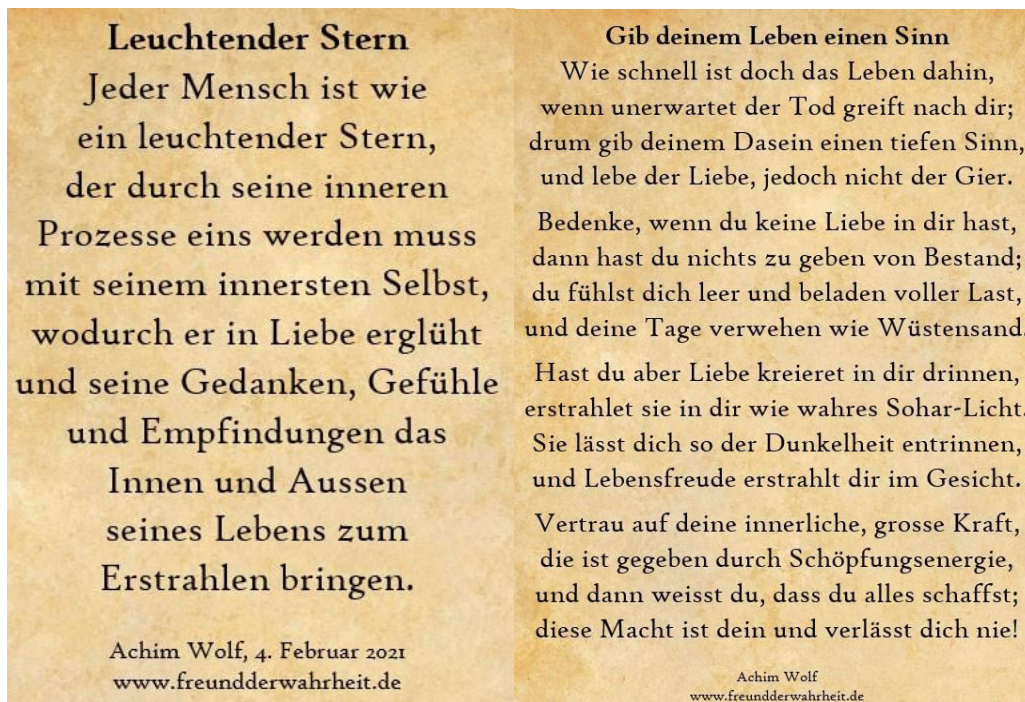 Leuchtender Stern
Jeder Mensch ist wie
ein leuchtender Stern,
der durch seine inneren
Prozesse eins werden muss
mit seinem innersten Selbst,
wodurch er in Liebe erglüht
und seine Gedanken, Gefühle
und Empfindungen das
Innen und Aussen
seines Lebens zum
Erstrahlen bringen.
Achim Wolf, 4. Februar 2021
www.freundderwahrheit.de
Gib deinem Leben einen Sinn
Wie schnell ist doch das Leben dahin,
wenn unerwartet der Tod greift nach dir;
drum gib deinem Dasein einen tiefen Sinn,
und lebe der Liebe, jedoch nicht der Gier.
Bedenke, wenn du keine Liebe in dir hast,
dann hast du nichts zu geben von Bestand;
du fühlst dich leer und beladen voller Last,
und deine Tage verwehen wie Wüstensand.
Hast du aber Liebe kreieret in dir drinnen,
erstrahlet sie in dir wie wahres Sohar-Licht.
Sie lässt dich so der Dunkelheit entrinnen,
und Lebensfreude erstrahlt dir im Gesicht.
Vertrau auf deine innerliche, grosse Kraft,
die ist gegeben durch Schöpfungsenergie,
und dann weisst du, dass du alles schaffst;
diese Macht ist dein und verlässt dich nie!
Achim Wolf
www.freundderwahrheit.de